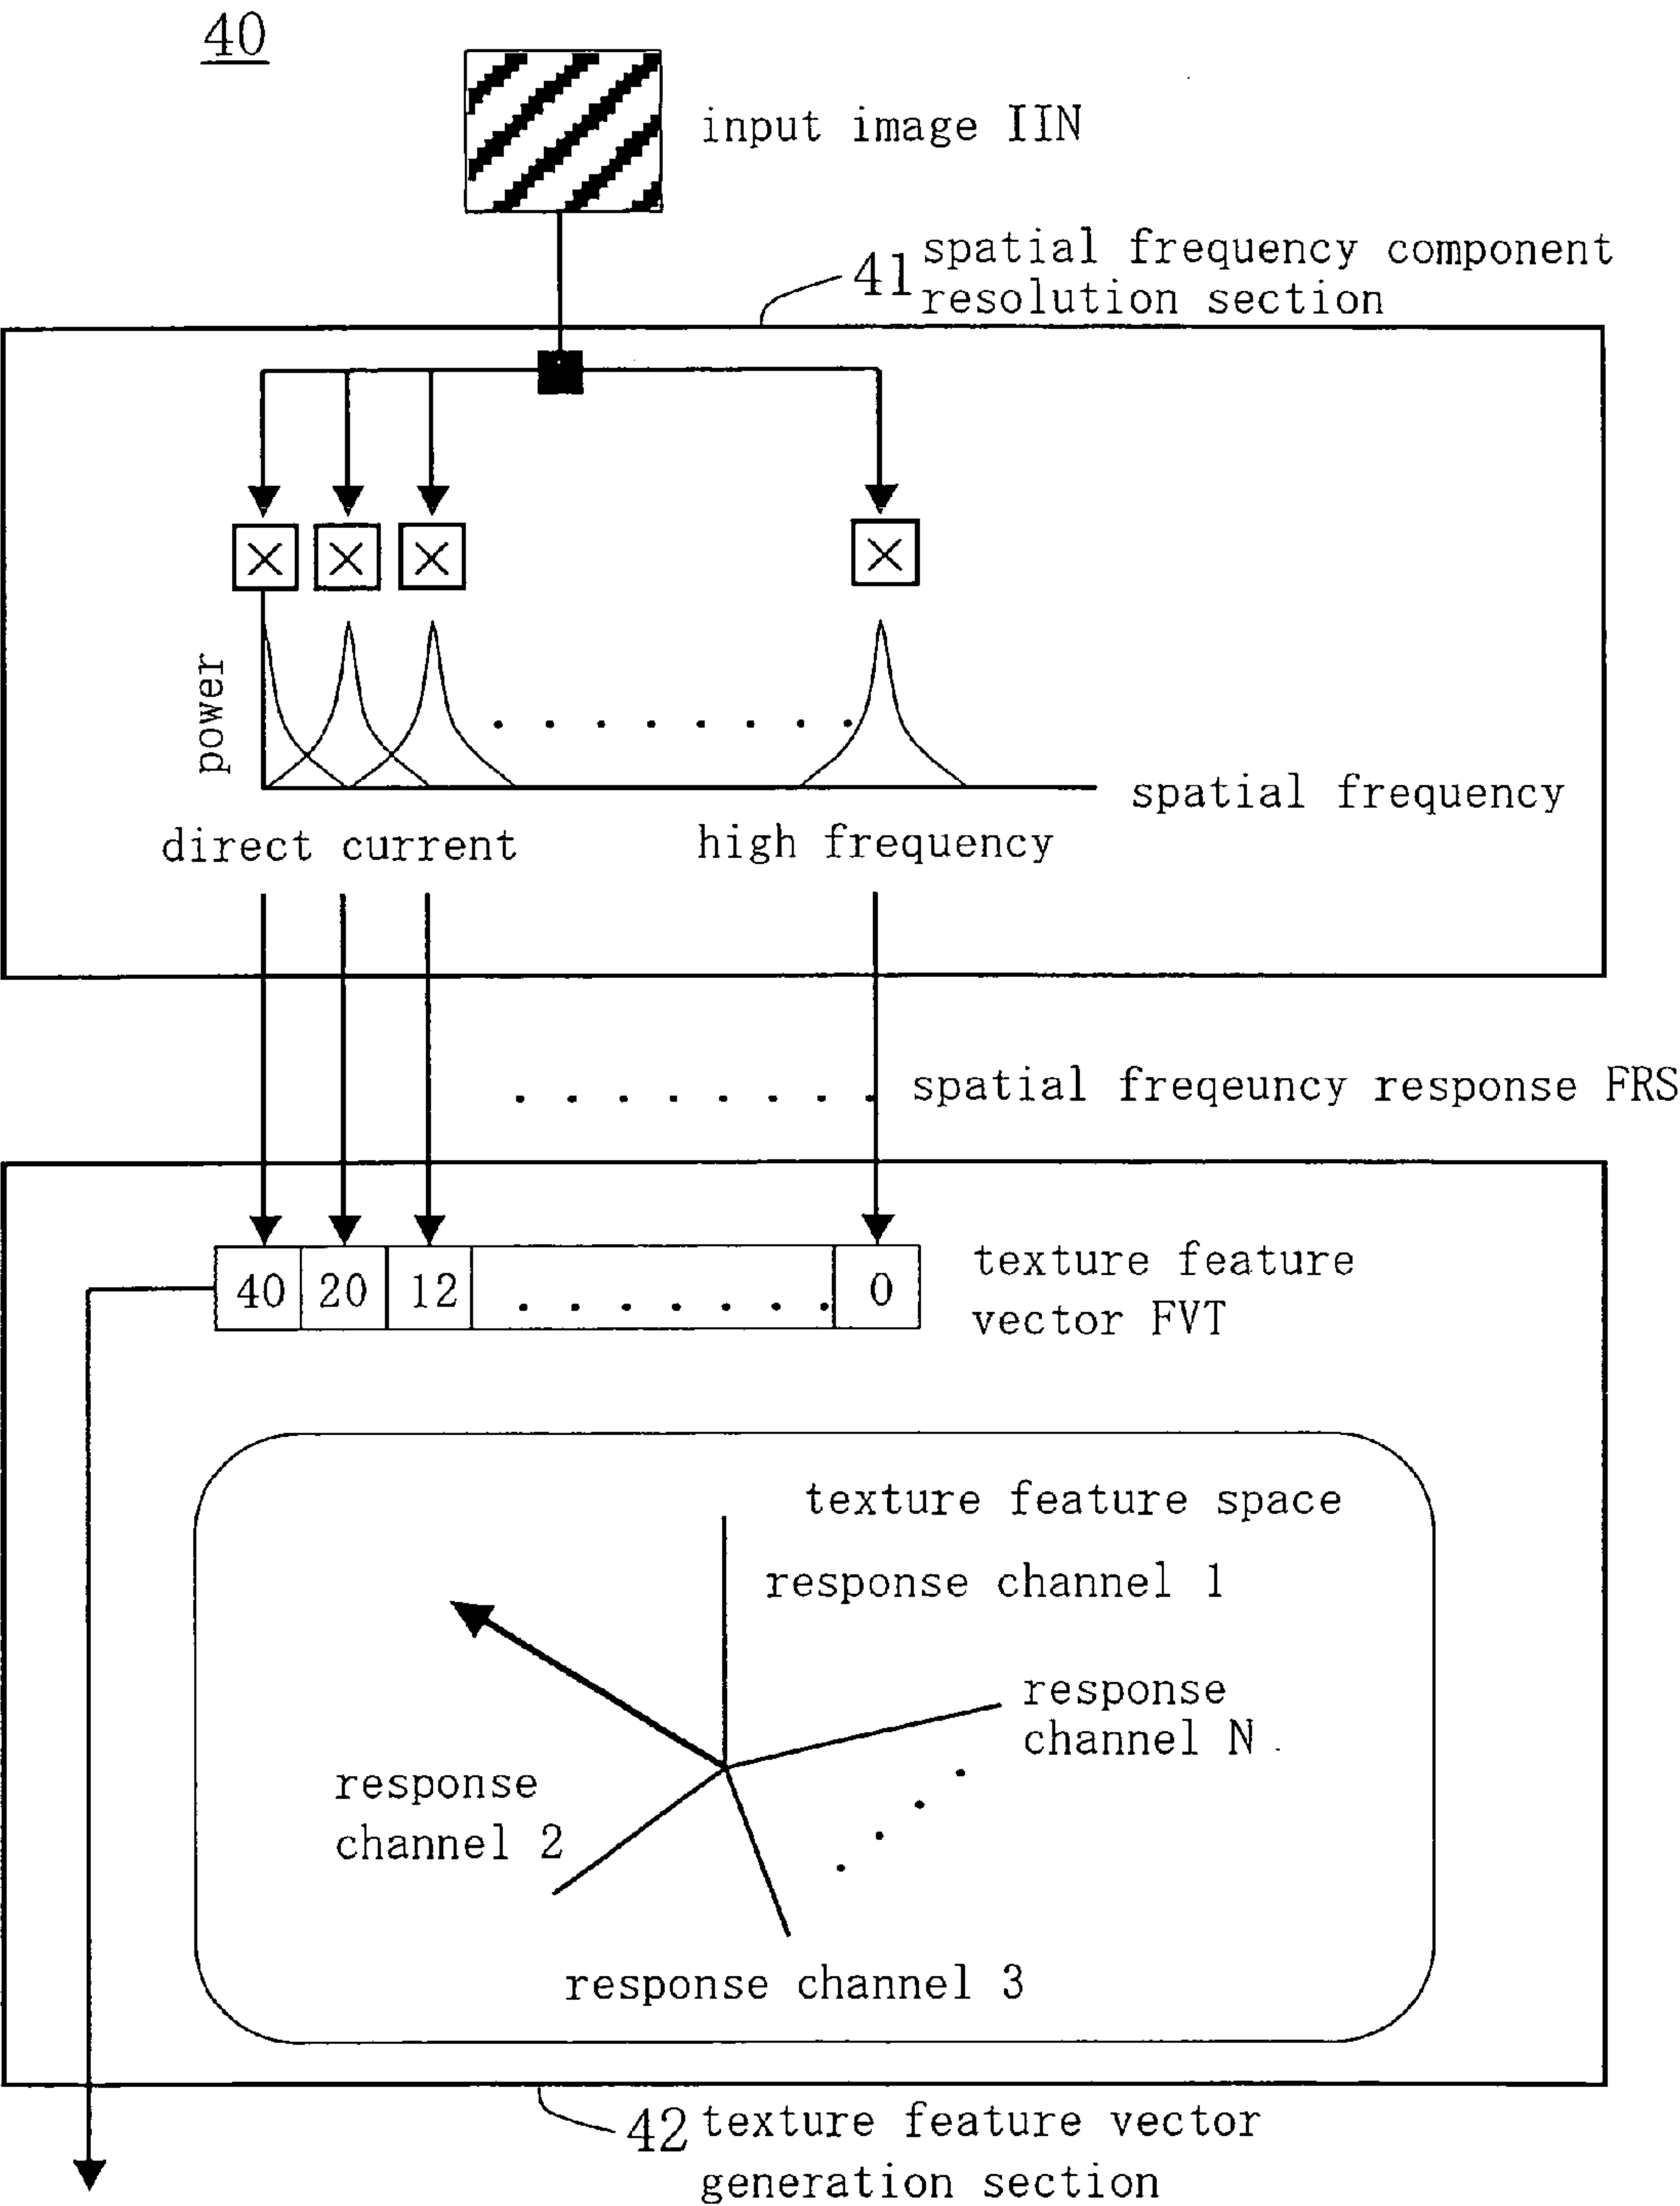 40
input image IIN
41 spatial frequency component
resolution section
power
spatial frequency
direct current
high frequency
spatial freqeuncy response FRS
40 20 12 0
texture feature
vector FVT
texture feature space
response channel 1
response
channel N
response
channel 2
response channel 3
42 texture feature vector
generation section